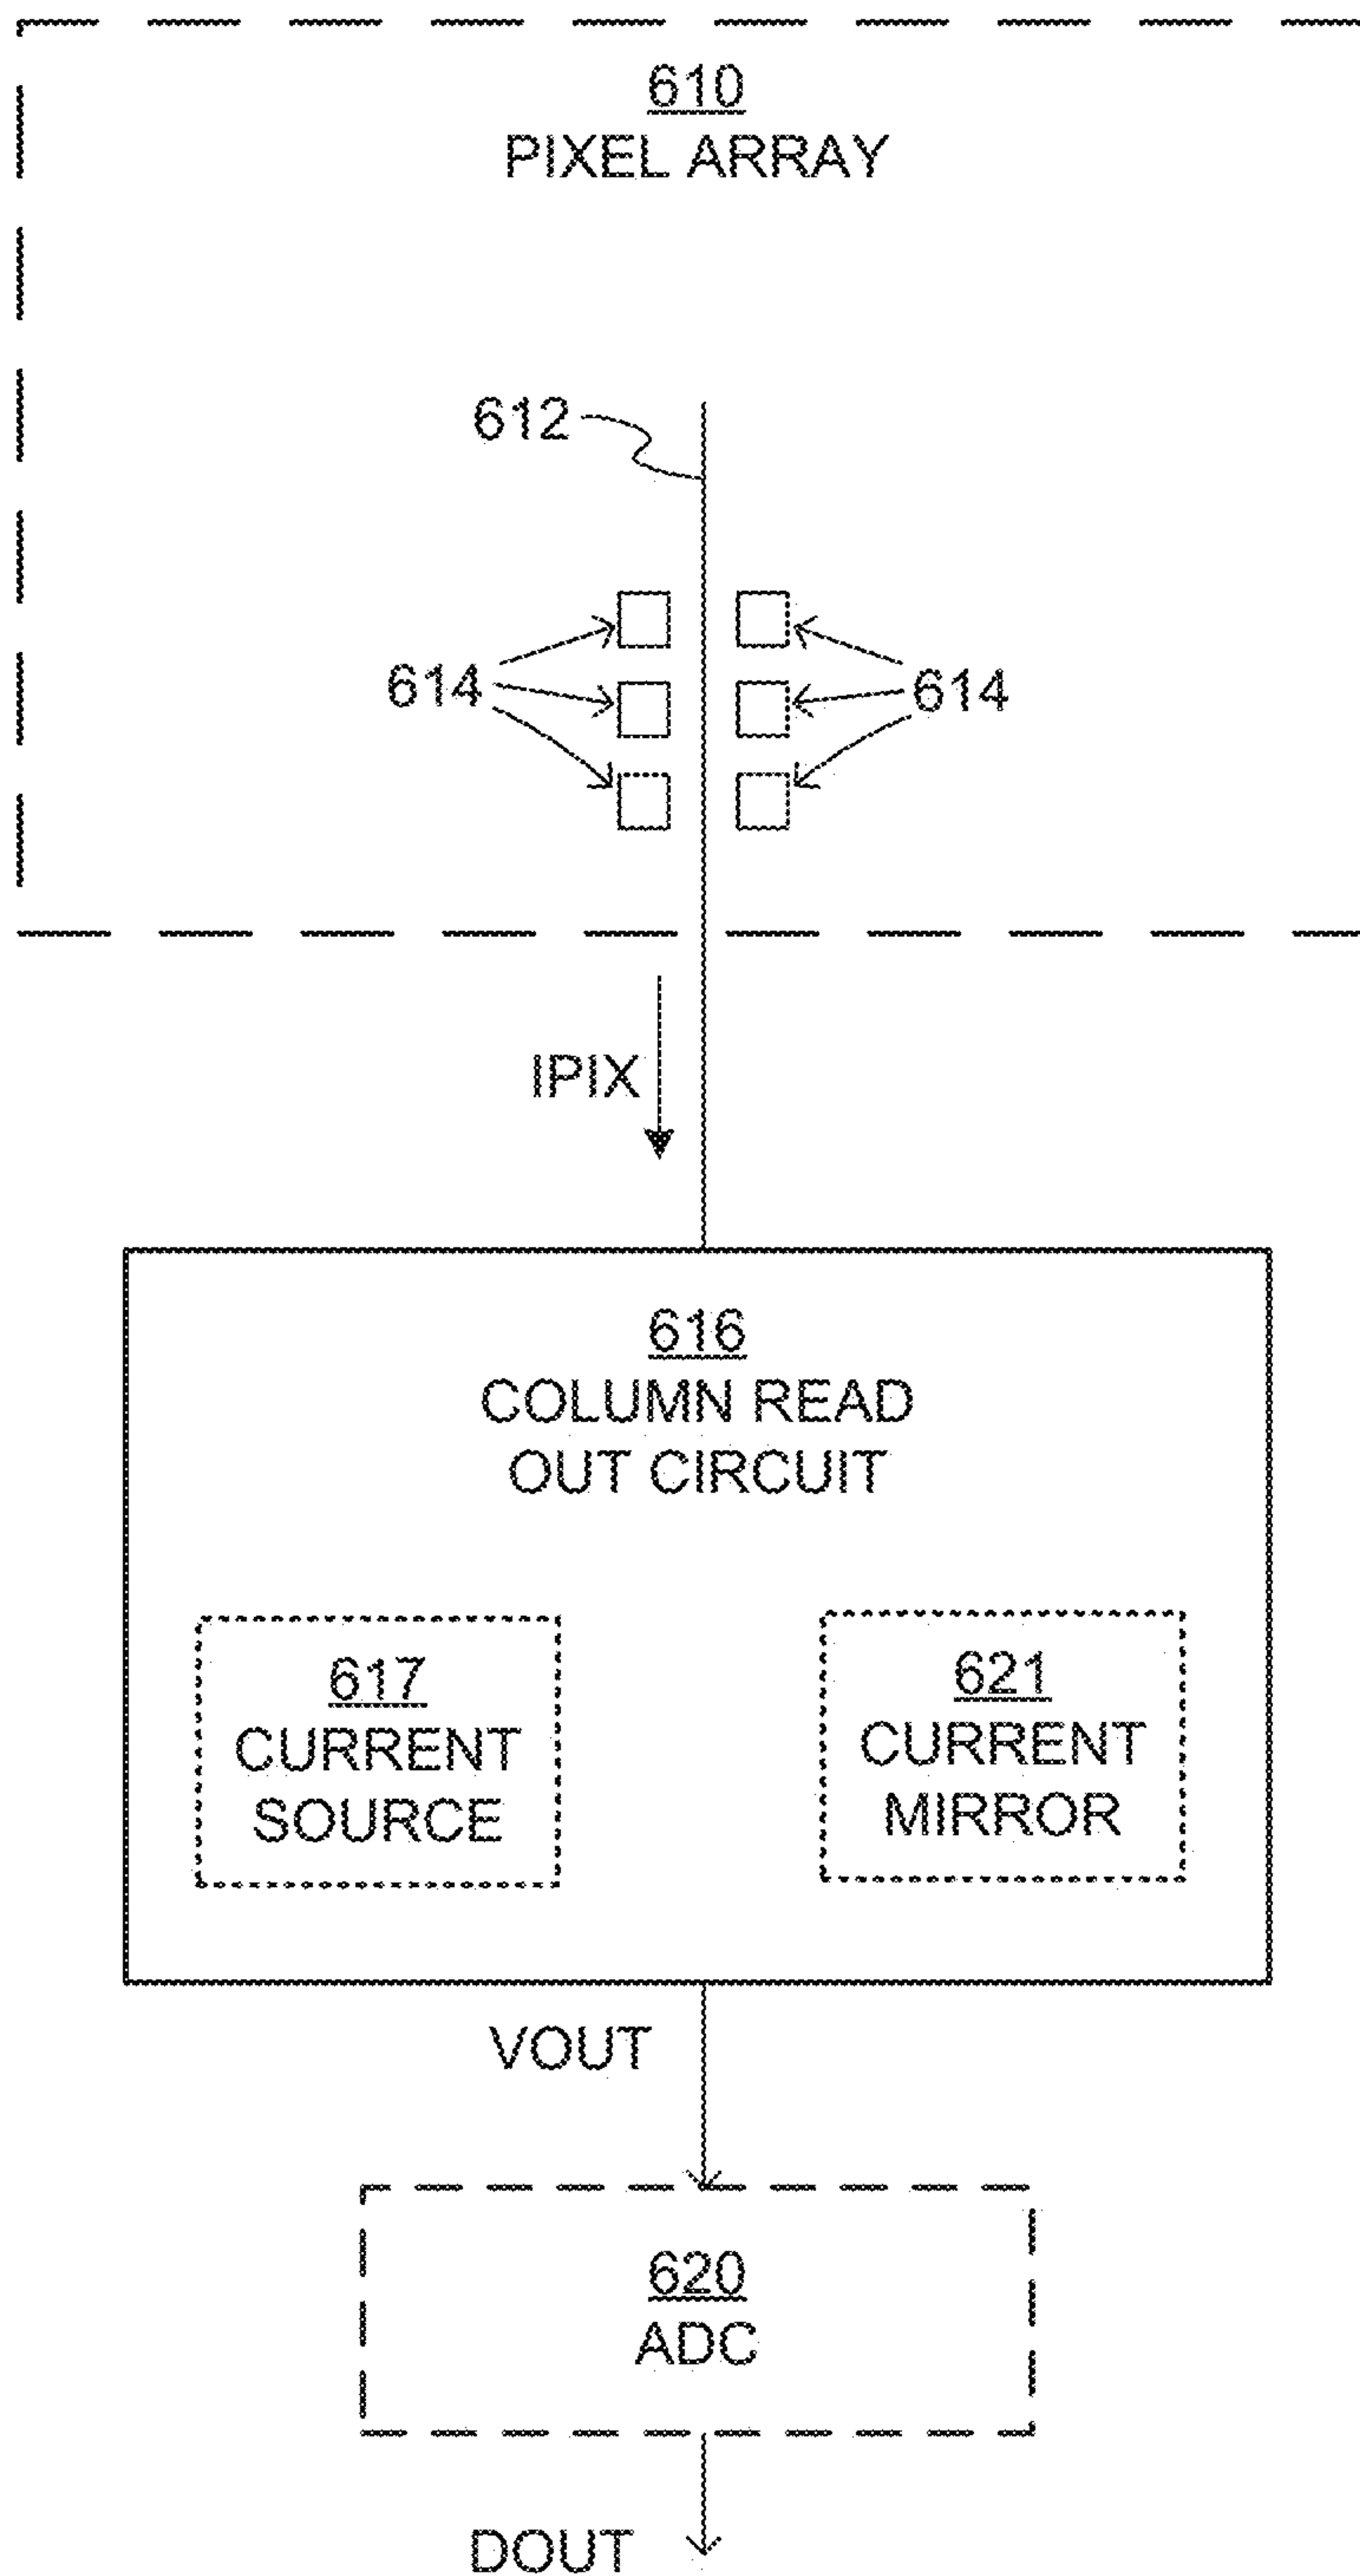 610
PIXEL ARRAY
612
614
614
IPIX
616
COLUMN READ
OUT CIRCUIT
617
CURRENT
SOURCE
621
CURRENT
MIRROR
VOUT
620
ADC
DOUT